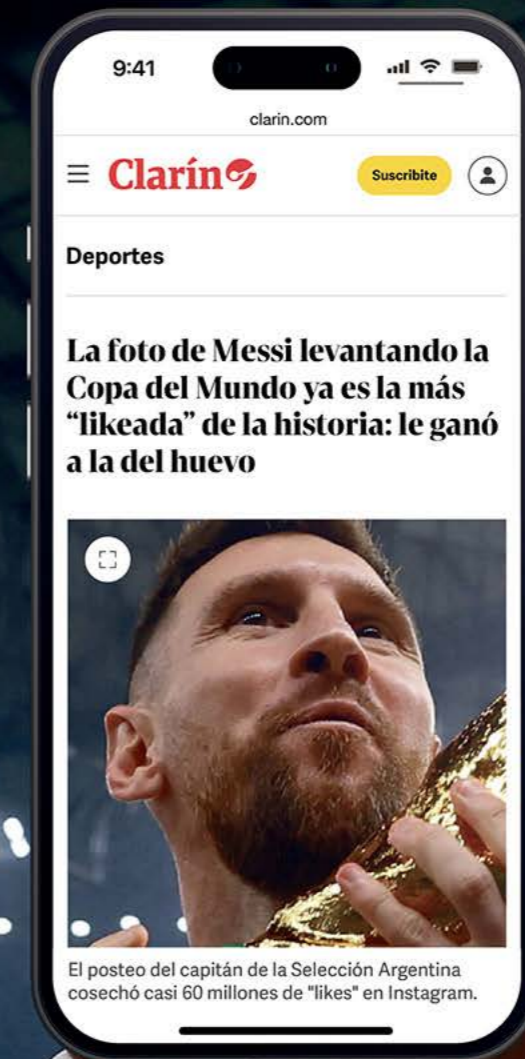 9:41
clarin.com
Clarín
Suscribite
Deportes
La foto de Messi levantando la
Copa del Mundo ya es la más
“likeada” de la historia: le ganó
a la del huevo
El posteo del capitán de la Selección Argentina
cosechó casi 60 millones de "likes" en Instagram.